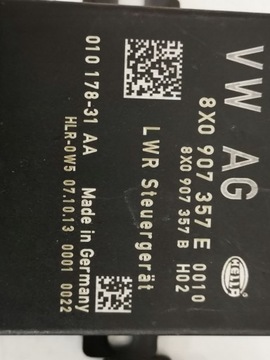 VW AG
8X0 907 357 E 0010
8X0 907 357 B H02
HELLA
LWR Steuergerät
010 178-31 AA Made in Germany
HLR-0W5 07.10.13 0001 0022